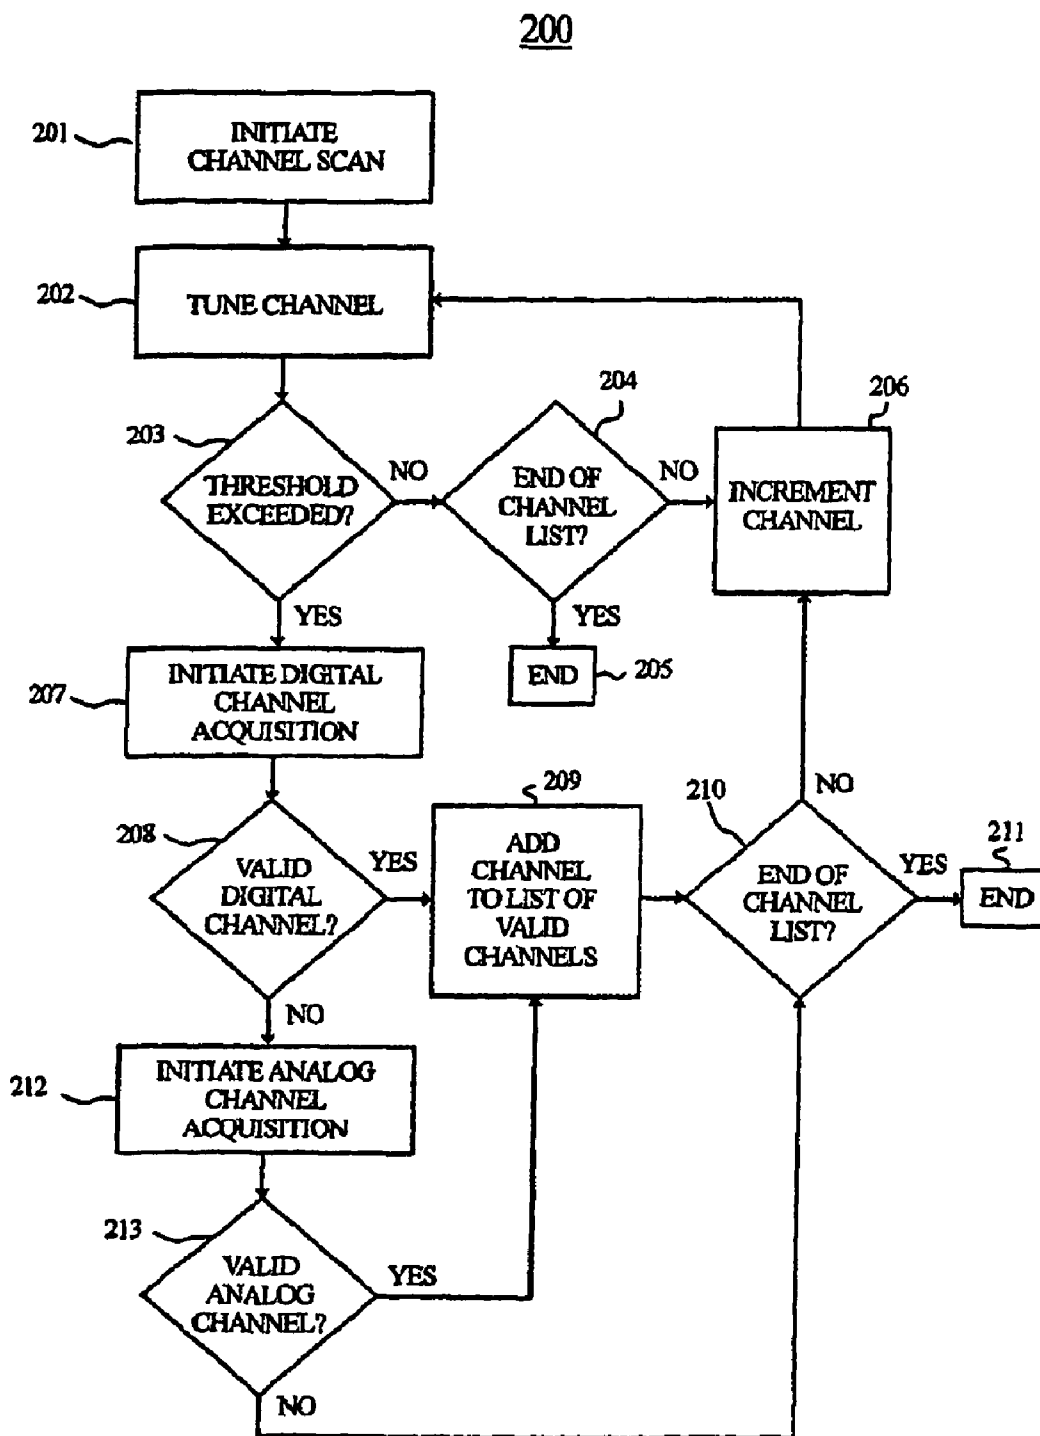 200
201
INITIATE
CHANNEL SCAN
202
TUNE CHANNEL
203
THRESHOLD
EXCEEDED?
NO
YES
204
END OF
CHANNEL
LIST?
NO
YES
END
205
206
INCREMENT
CHANNEL
207
INITIATE DIGITAL
CHANNEL
ACQUISITION
208
VALID
DIGITAL
CHANNEL?
YES
NO
209
ADD
CHANNEL
TO LIST OF
VALID
CHANNELS
210
END OF
CHANNEL
LIST?
NO
YES
211
END
212
INITIATE ANALOG
CHANNEL
ACQUISITION
213
VALID
ANALOG
CHANNEL?
YES
NO